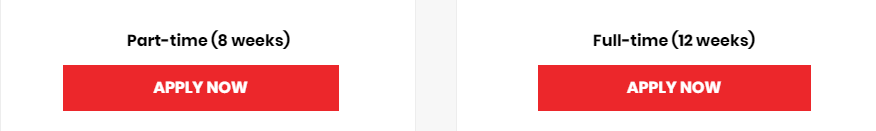 Part-time (8 weeks)
APPLY NOW
Full-time (12 weeks)
APPLY NOW